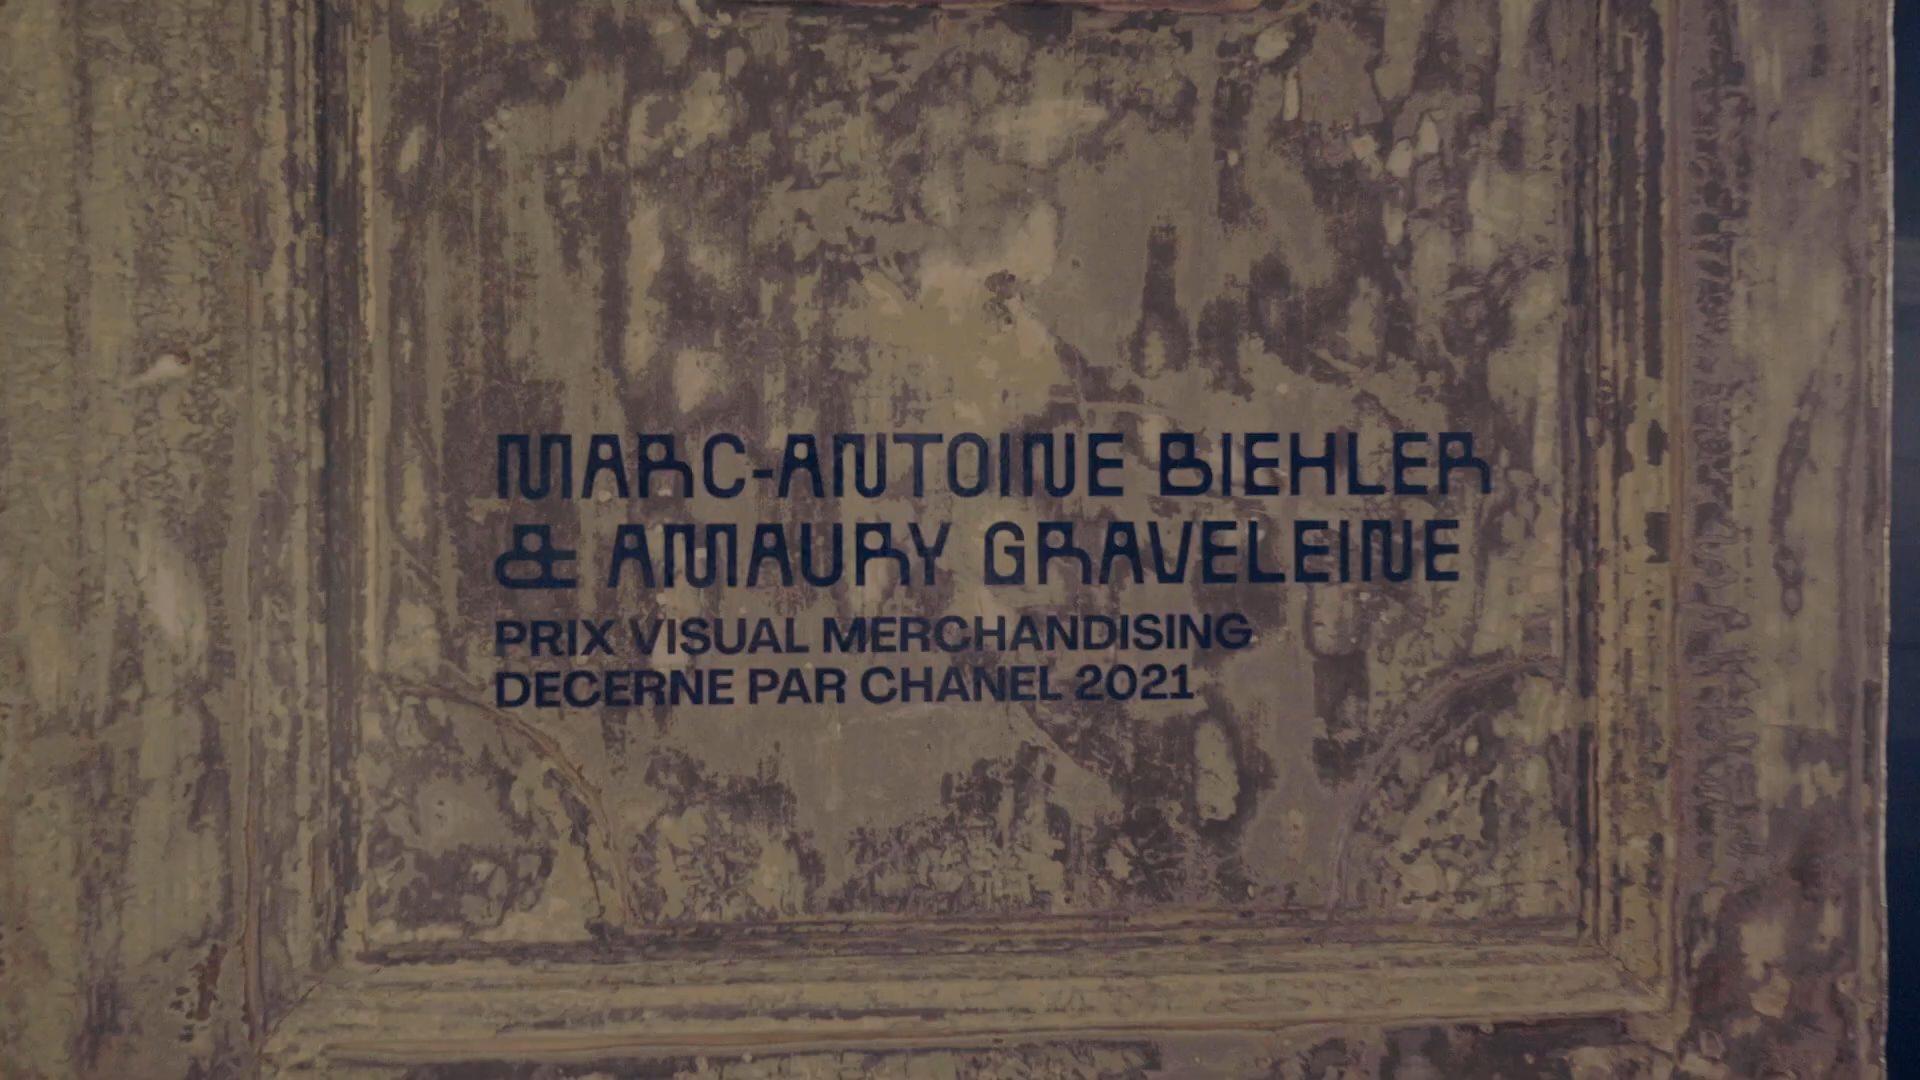 MARC-ANTOINE BIEHLER
& AMAURY GRAVELEINE
PRIX VISUAL MERCHANDISING
DECERNE PAR CHANEL 2021